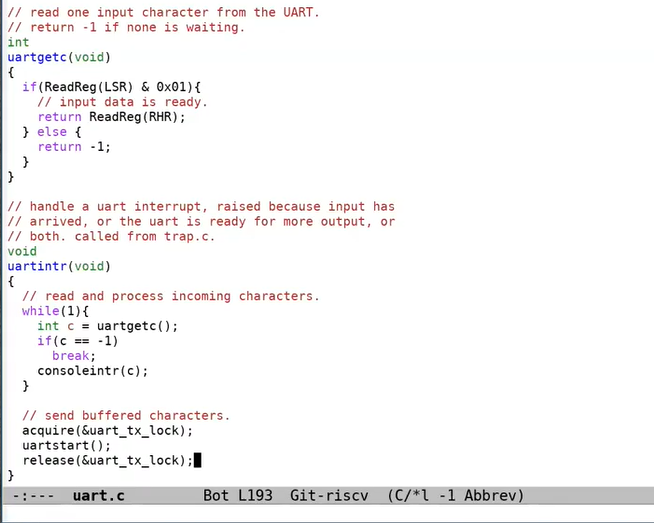 // read one input character from the UART.
// return -1 if none is waiting.
int
uartgetc(void)
{
  if(ReadReg(LSR) & 0x01){
    // input data is ready.
    return ReadReg(RHR);
  } else {
    return -1;
  }
}

// handle a uart interrupt, raised because input has
// arrived, or the uart is ready for more output, or
// both. called from trap.c.
void
uartintr(void)
{
  // read and process incoming characters.
  while(1){
    int c = uartgetc();
    if(c == -1)
      break;
    consoleintr(c);
  }

  // send buffered characters.
  acquire(&uart_tx_lock);
  uartstart();
  release(&uart_tx_lock);
}
-:--- uart.c Bot L193 Git-riscv (C/*l -1 Abbrev)